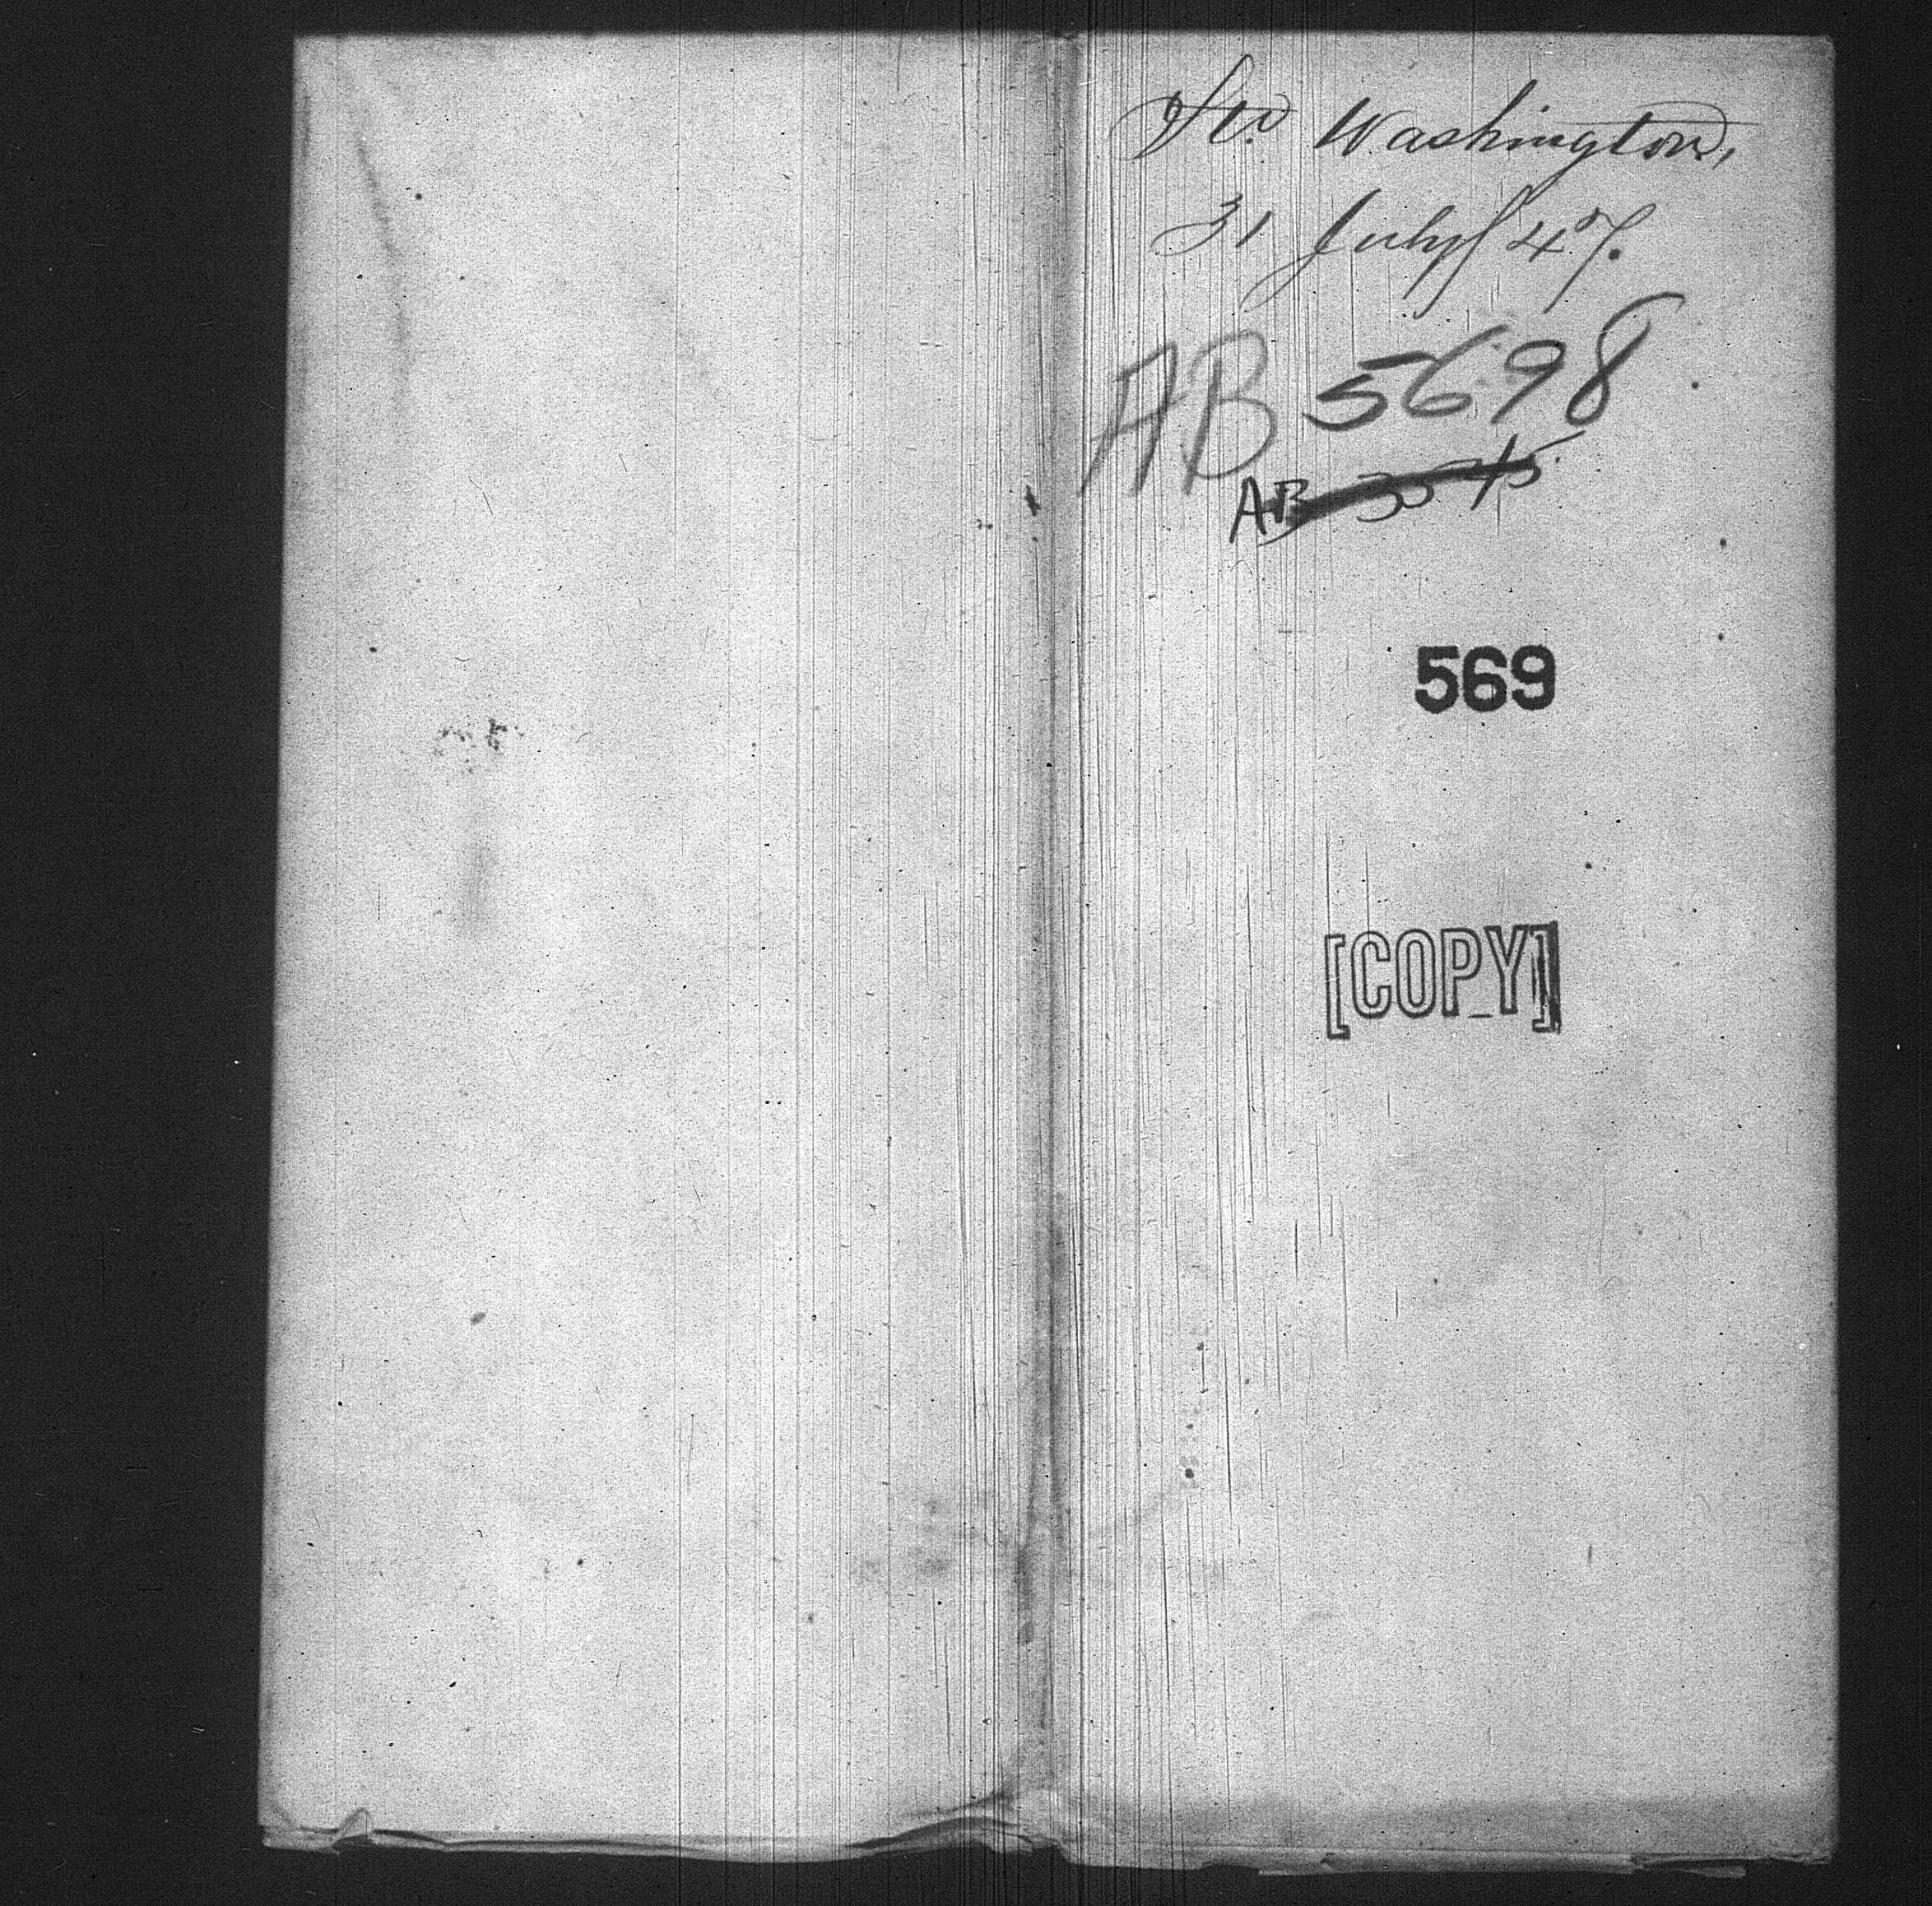 Str Washington,
31 July 47.
AB 5698
AB 3545
569
[COPY]